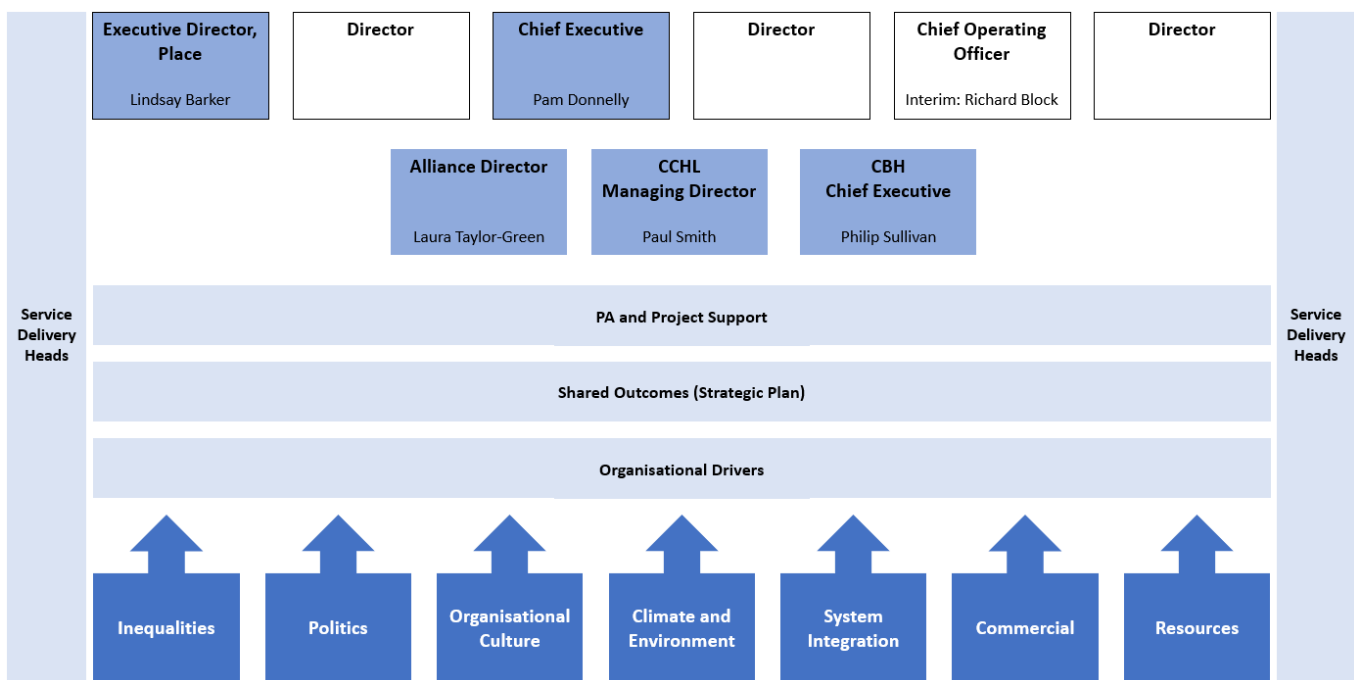 Executive Director,
Place
Lindsay Barker
Director
Chief Executive
Pam Donnelly
Director
Chief Operating
Officer
Interim: Richard Block
Director
Alliance Director
Laura Taylor-Green
CCHL
Managing Director
Paul Smith
CBH
Chief Executive
Philip Sullivan
Service
Delivery
Heads
PA and Project Support
Service
Delivery
Heads
Shared Outcomes (Strategic Plan)
Organisational Drivers
Inequalities
Politics
Organisational
Culture
Climate and
Environment
System
Integration
Commercial
Resources